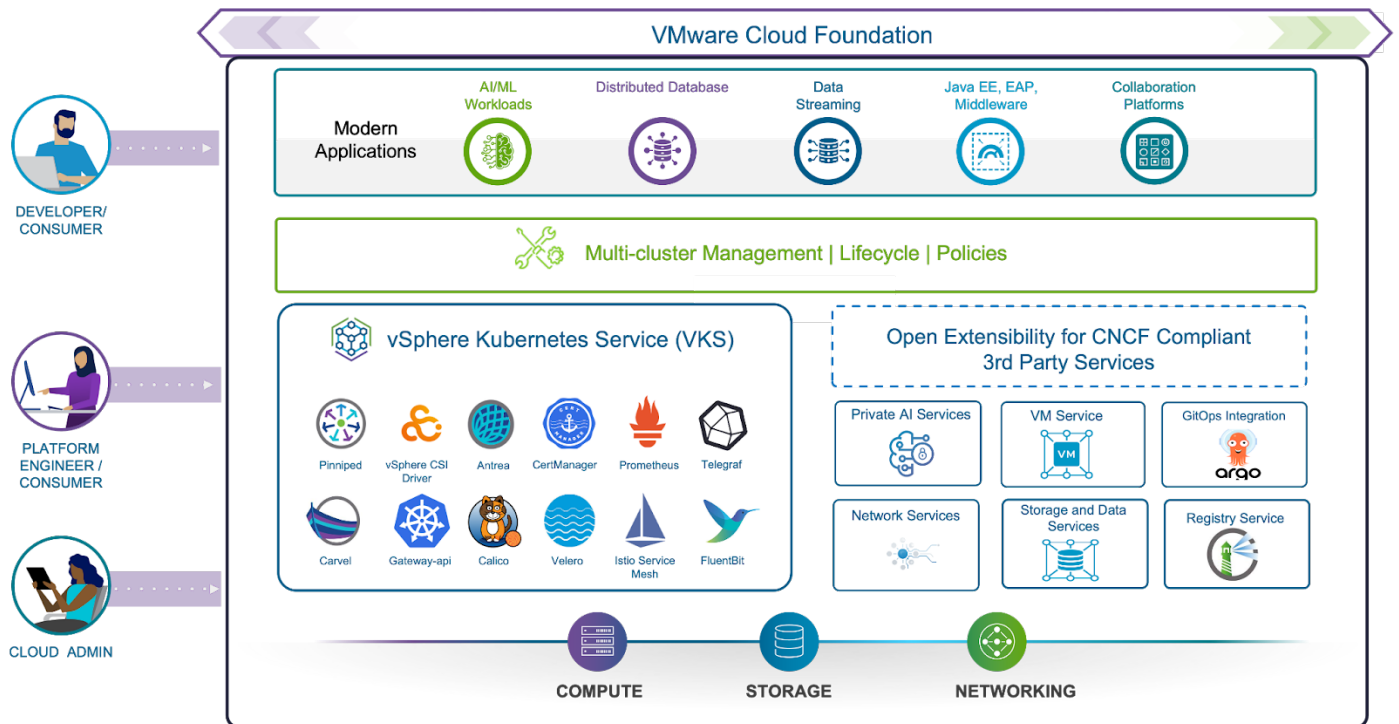 VMware Cloud Foundation
DEVELOPER/
CONSUMER
PLATFORM
ENGINEER /
CONSUMER
CLOUD ADMIN
Modern
Applications
AI/ML
Workloads
Distributed Database
Data
Streaming
Java EE, EAP,
Middleware
Collaboration
Platforms
Multi-cluster Management | Lifecycle | Policies
vSphere Kubernetes Service (VKS)
Pinniped
vSphere CSI
Driver
Antrea
CERT
MANAGER
CertManager
Prometheus
Telegraf
Carvel
Gateway-api
Calico
Velero
Istio Service
Mesh
FluentBit
Open Extensibility for CNCF Compliant
3rd Party Services
Private AI Services
VM Service
VM
GitOps Integration
argo
Network Services
Storage and Data
Services
Registry Service
COMPUTE
STORAGE
NETWORKING